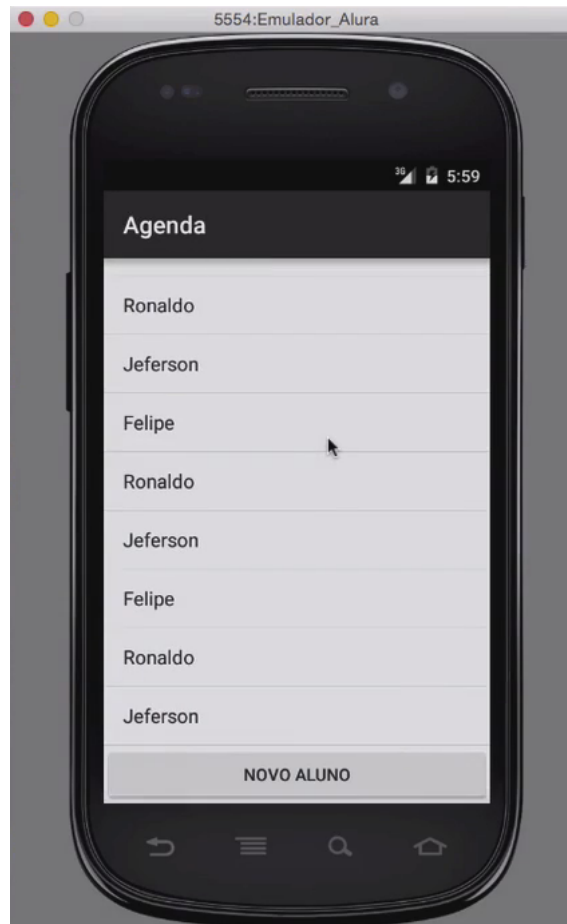 5554:Emulador_Alura
3G 5:59
Agenda
Ronaldo
Jeferson
Felipe
Ronaldo
Jeferson
Felipe
Ronaldo
Jeferson
NOVO ALUNO